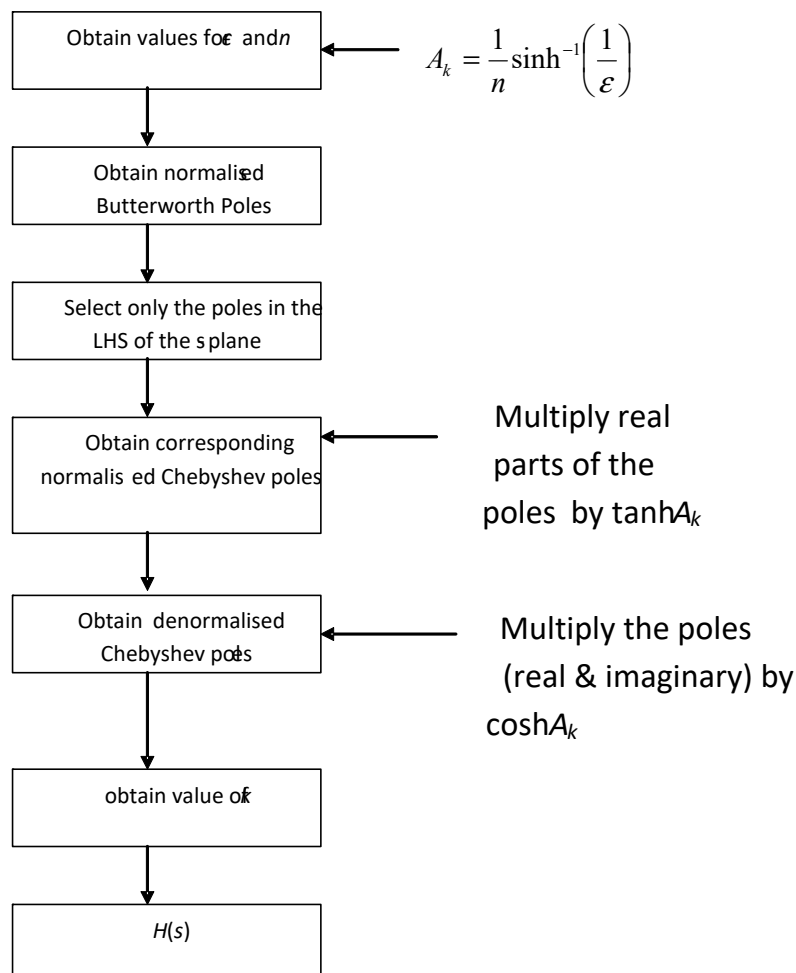 Obtain values for ε and n
A_k = 1/n sinh⁻¹(1/ε)
Obtain normalised
Butterworth Poles
Select only the poles in the
LHS of the s plane
Obtain corresponding
normalis ed Chebyshev poles
Multiply real
parts of the
poles by tanhA_k
Obtain denormalised
Chebyshev poles
Multiply the poles
(real & imaginary) by
coshA_k
obtain value of k
H(s)